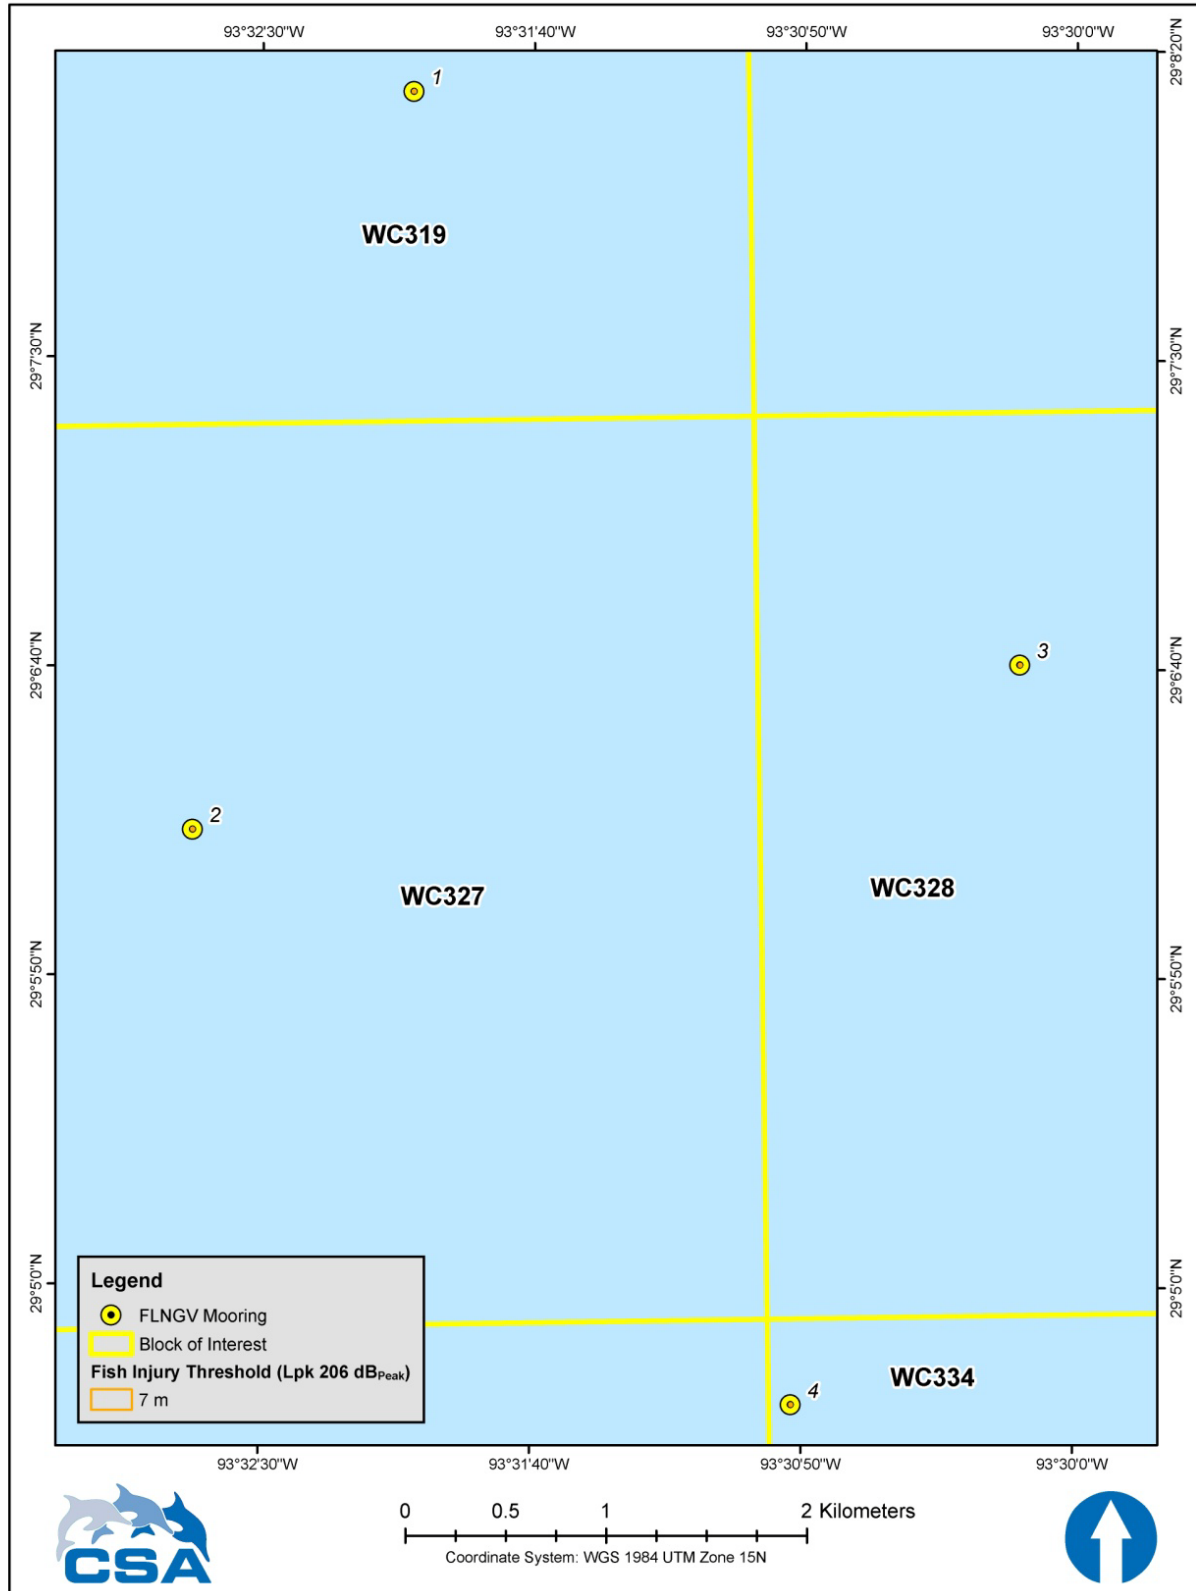 93°32'30"W 93°31'40"W 93°30'50"W 93°30'0"W
29°8'20"N
1
WC319
29°7'30"N 29°7'30"N
29°6'40"N 3 29°6'40"N
2
WC327 WC328
29°5'50"N 29°5'50"N
29°5'0"N 29°5'0"N
Legend
FLNGV Mooring
Block of Interest
Fish Injury Threshold (Lpk 206 dBPeak)
7 m
WC334
4
93°32'30"W 93°31'40"W 93°30'50"W 93°30'0"W
0 0.5 1 2 Kilometers
Coordinate System: WGS 1984 UTM Zone 15N
CSA